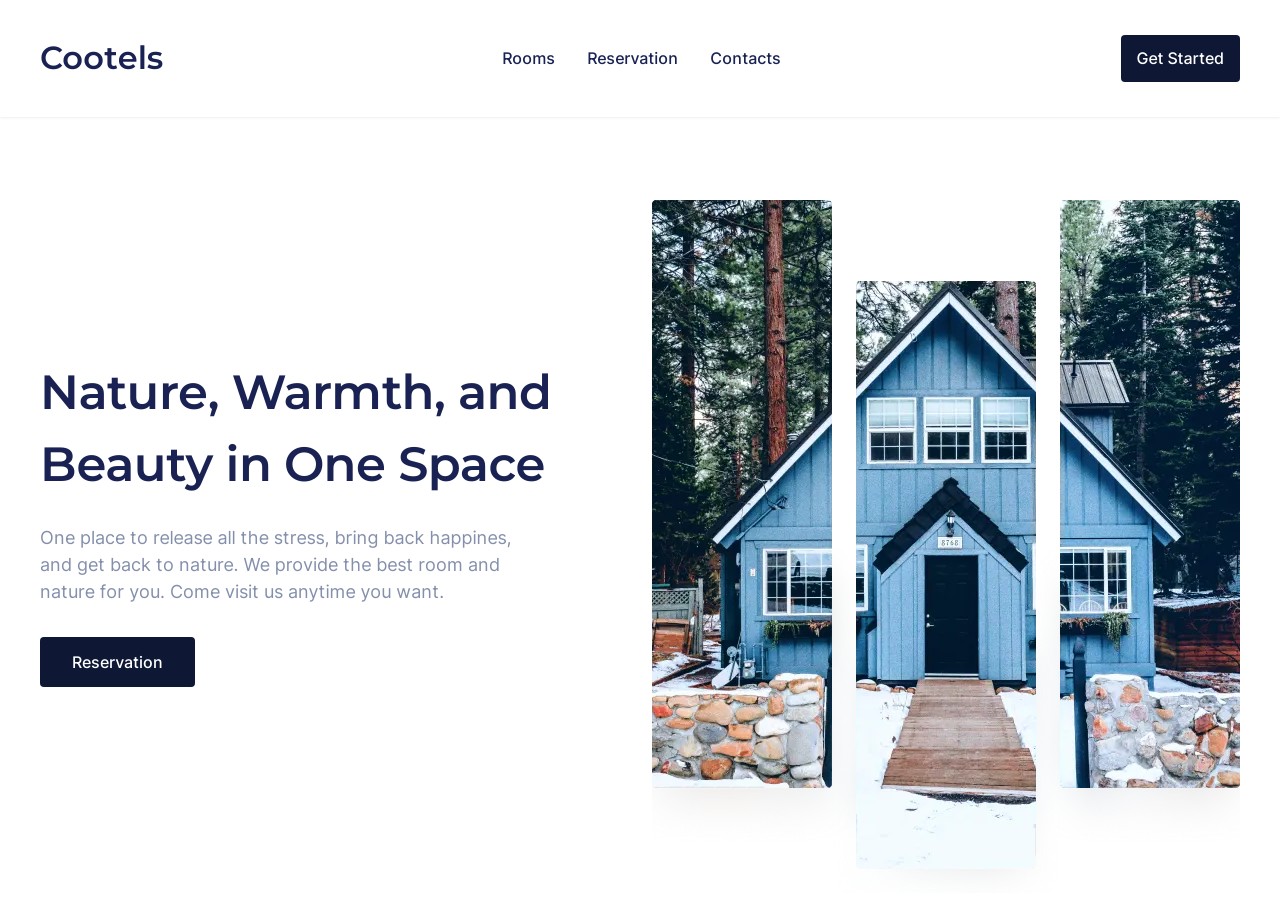 Cootels
Rooms
Reservation
Contacts
Get Started
Nature, Warmth, and
Beauty in One Space
One place to release all the stress, bring back happines,
and get back to nature. We provide the best room and
nature for you. Come visit us anytime you want.
Reservation
8768